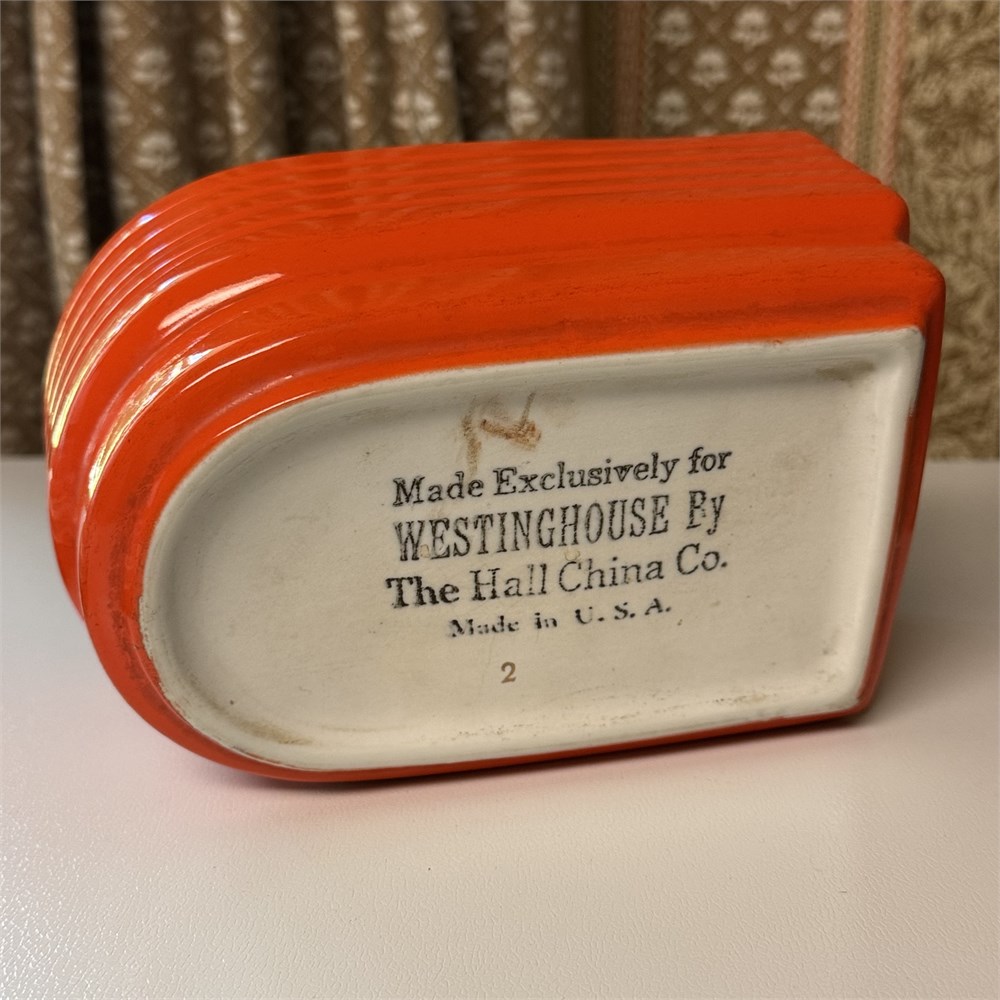 Made Exclusively for
WESTINGHOUSE By
The Hall China Co.
Made in U. S. A.
2